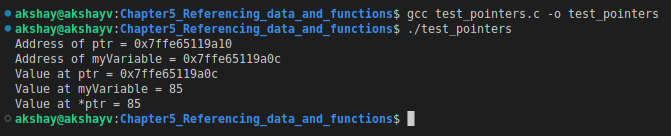 akshay@akshayv:Chapter5_Referencing_data_and_functions$ gcc test_pointers.c -o test_pointers
akshay@akshayv:Chapter5_Referencing_data_and_functions$ ./test_pointers
Address of ptr = 0x7ffe65119a10
Address of myVariable = 0x7ffe65119a0c
Value at ptr = 0x7ffe65119a0c
Value at myVariable = 85
Value at *ptr = 85
akshay@akshayv:Chapter5_Referencing_data_and_functions$